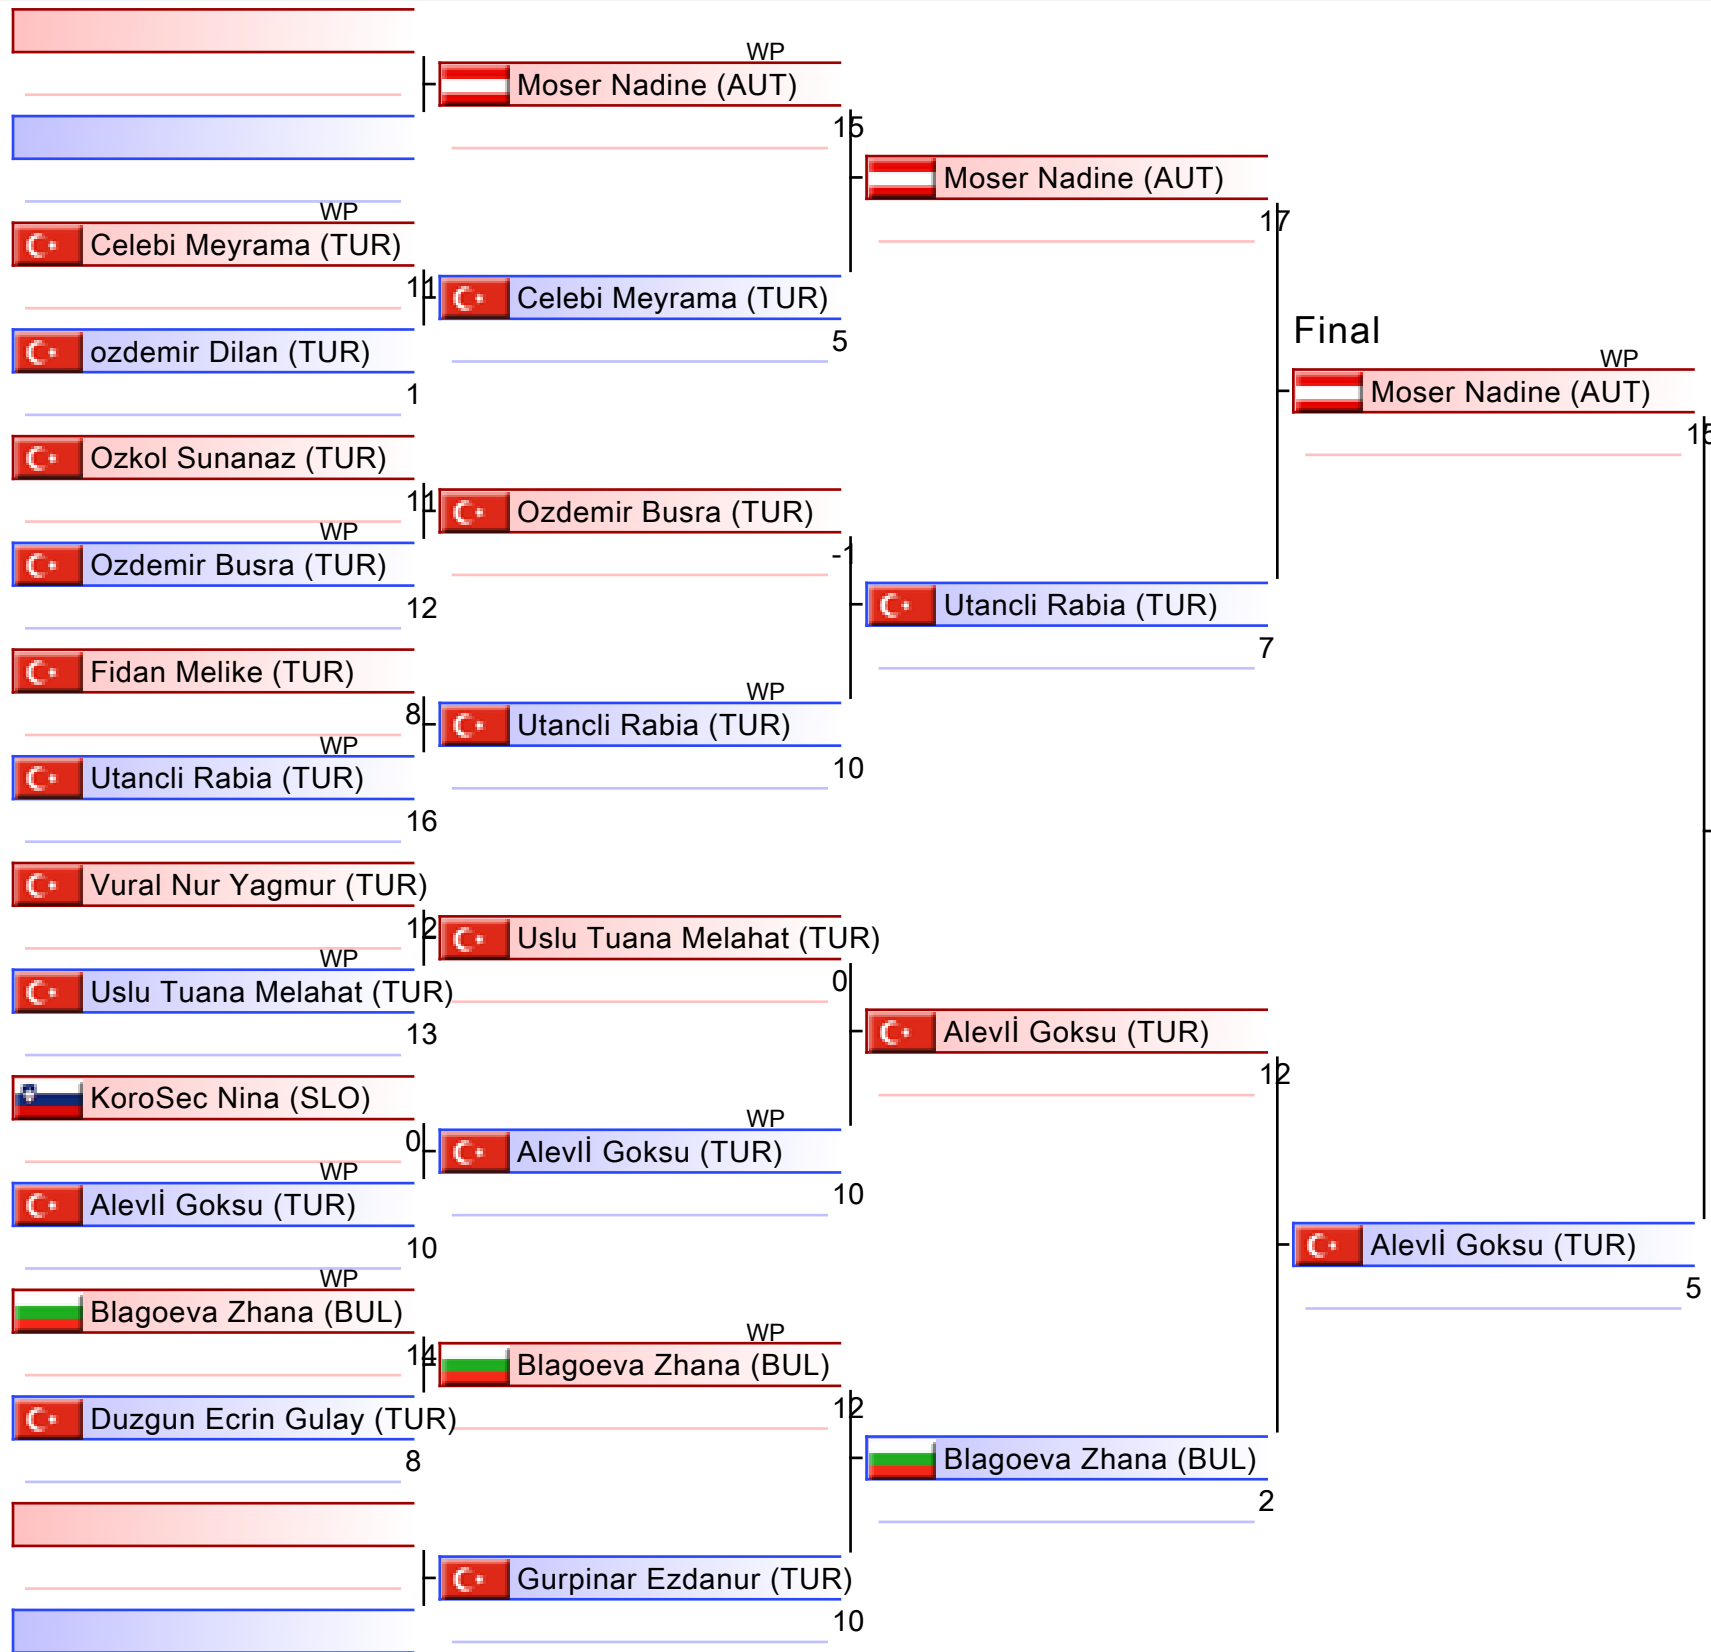 WP
Moser Nadine (AUT)
15
Moser Nadine (AUT)
17
WP
Celebi Meyrama (TUR)
11
Celebi Meyrama (TUR)
5
ozdemir Dilan (TUR)
1
Final
WP
Moser Nadine (AUT)
15
Ozkol Sunanaz (TUR)
11
Ozdemir Busra (TUR)
-1
WP
Ozdemir Busra (TUR)
12
Utancli Rabia (TUR)
7
Fidan Melike (TUR)
8
WP
Utancli Rabia (TUR)
10
WP
Utancli Rabia (TUR)
16
Vural Nur Yagmur (TUR)
12
Uslu Tuana Melahat (TUR)
0
WP
Uslu Tuana Melahat (TUR)
13
Alevlİ Goksu (TUR)
12
KoroSec Nina (SLO)
0
WP
Alevlİ Goksu (TUR)
10
WP
Alevlİ Goksu (TUR)
10
Alevlİ Goksu (TUR)
5
WP
Blagoeva Zhana (BUL)
14
WP
Blagoeva Zhana (BUL)
12
Duzgun Ecrin Gulay (TUR)
8
Blagoeva Zhana (BUL)
2
Gurpinar Ezdanur (TUR)
10